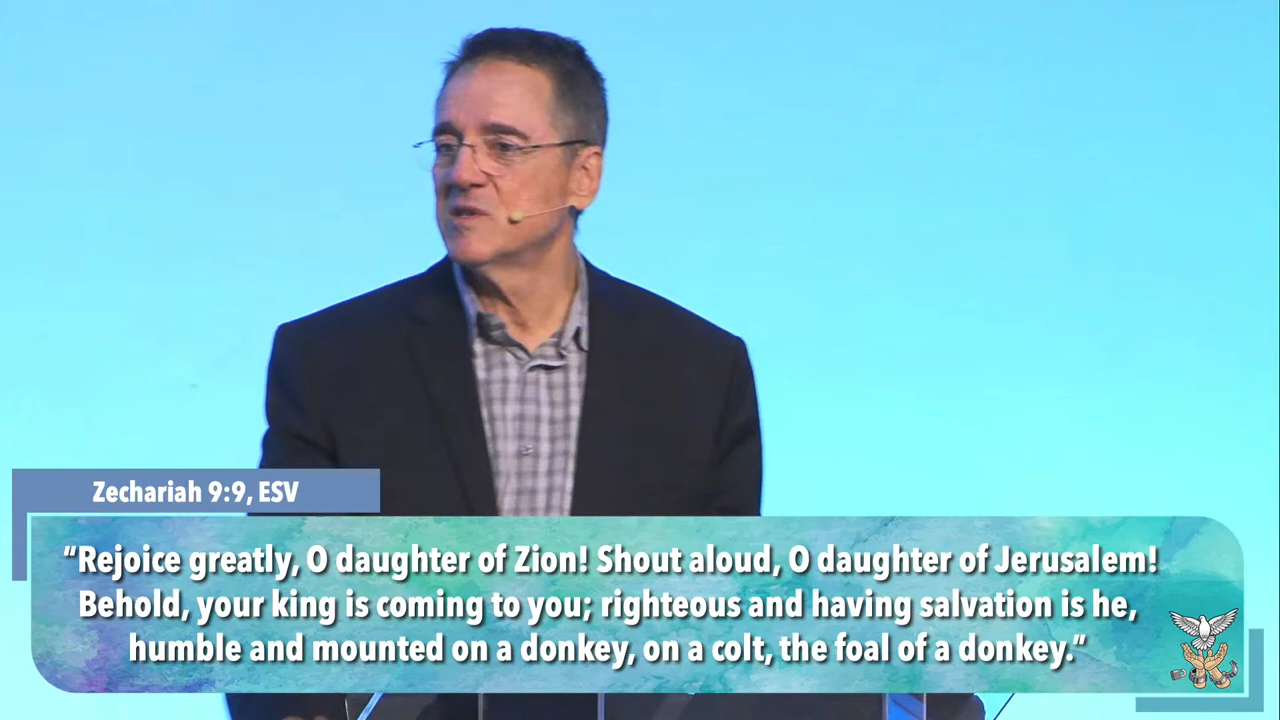 Zechariah 9:9, ESV
“Rejoice greatly, O daughter of Zion! Shout aloud, O daughter of Jerusalem!
Behold, your king is coming to you; righteous and having salvation is he,
humble and mounted on a donkey, on a colt, the foal of a donkey.”